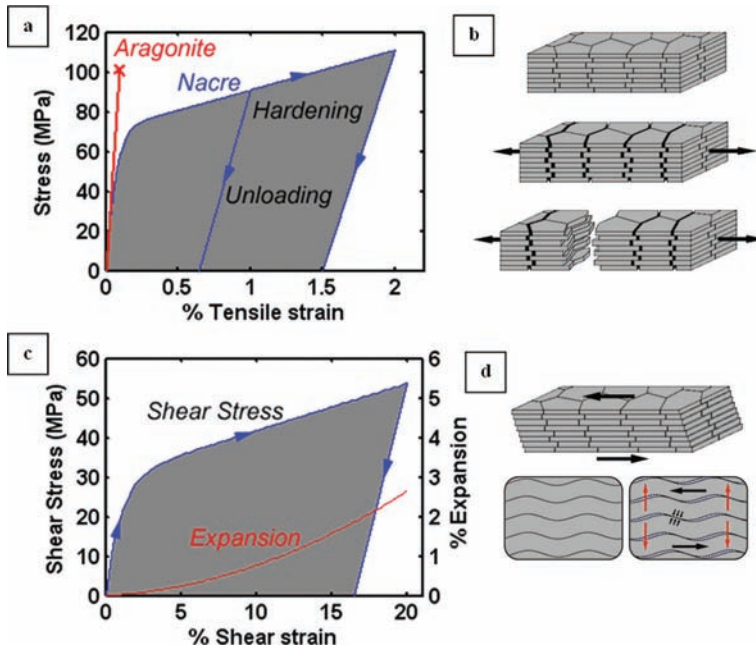 a
Stress (MPa)
120
100
80
60
40
20
0
Aragonite
Nacre
Hardening
Unloading
0 0.5 1 1.5 2
% Tensile strain
b
c
Shear Stress (MPa)
60
50
40
30
20
10
0
Shear Stress
Expansion
6
5
4
3
2
1
0
%Expansion
0 5 10 15 20
% Shear strain
d